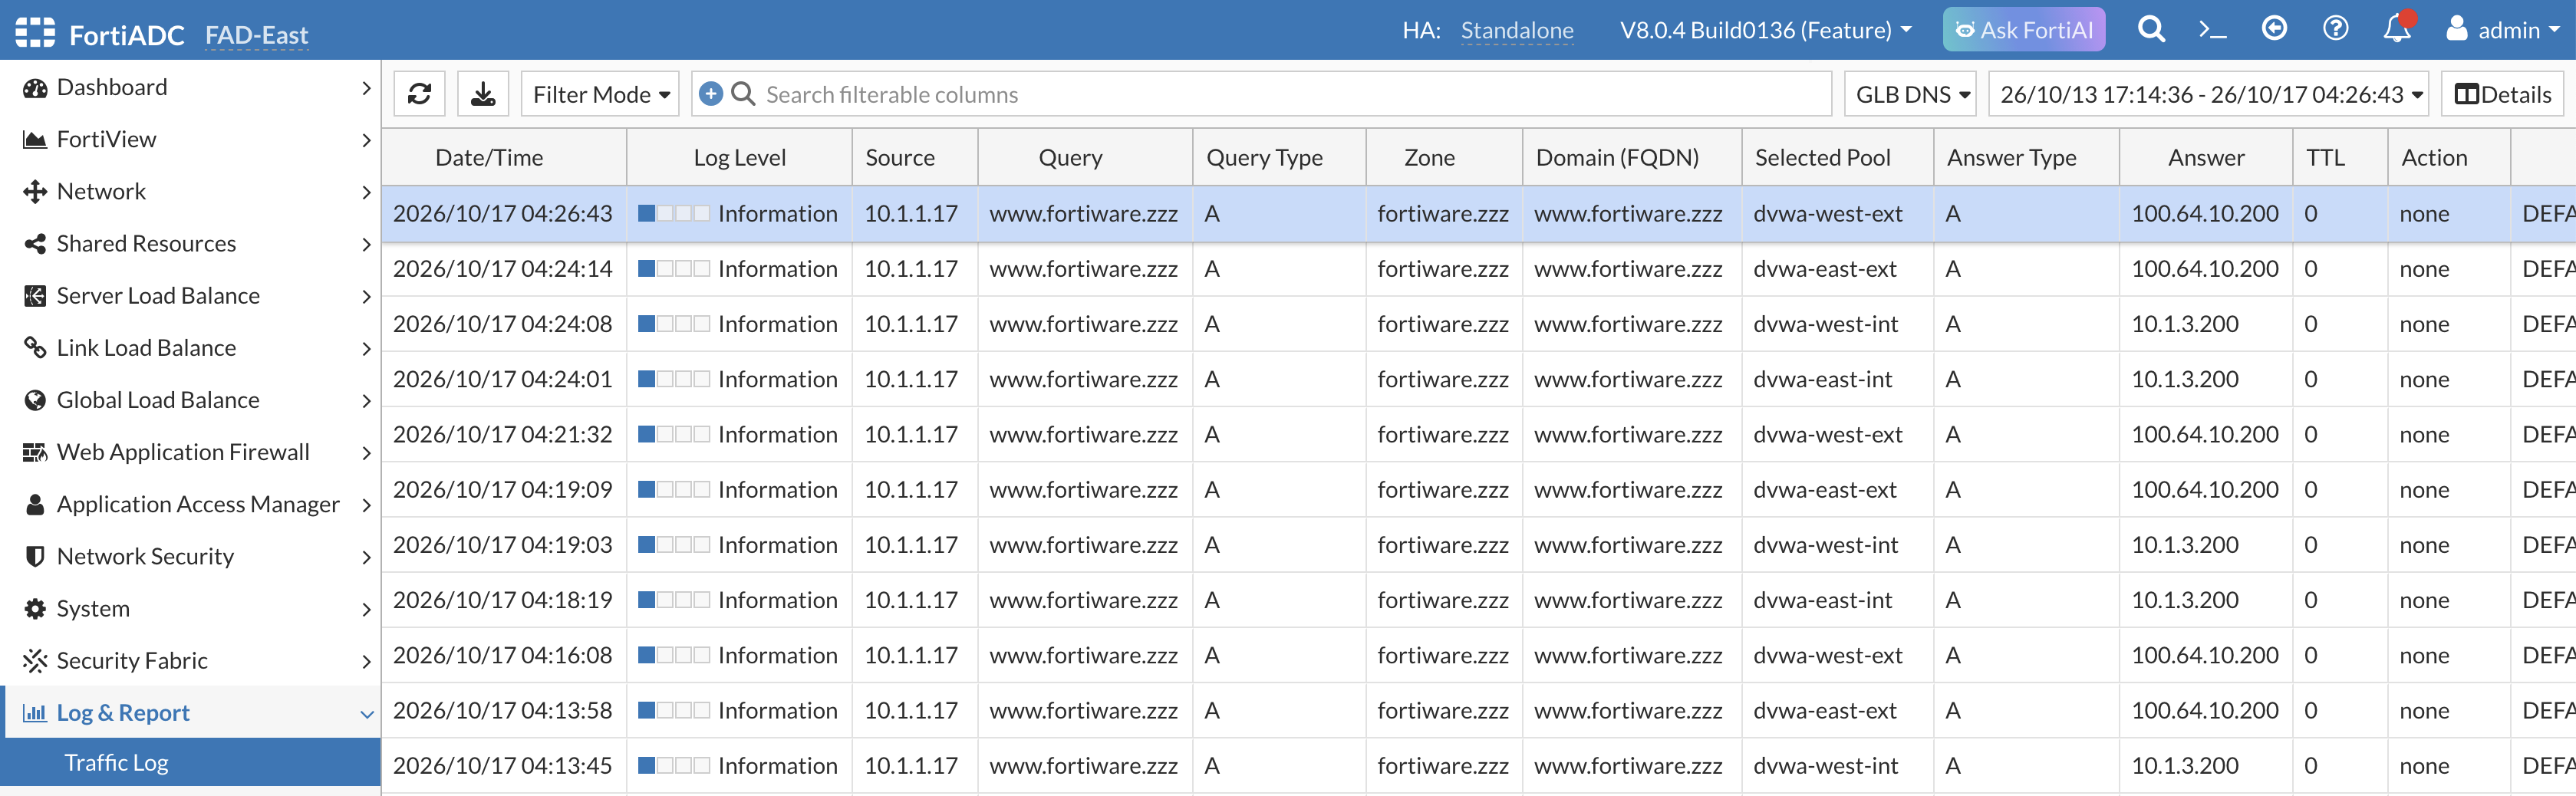 FortiADC FAD-East HA: Standalone V8.0.4 Build0136 (Feature) Ask FortiAI admin
Dashboard
FortiView
Network
Shared Resources
Server Load Balance
Link Load Balance
Global Load Balance
Web Application Firewall
Application Access Manager
Network Security
System
Security Fabric
Log & Report
Traffic Log
Filter Mode Search filterable columns GLB DNS 26/10/13 17:14:36 - 26/10/17 04:26:43 Details
Date/Time Log Level Source Query Query Type Zone Domain (FQDN) Selected Pool Answer Type Answer TTL Action
2026/10/17 04:26:43 Information 10.1.1.17 www.fortiware.zzz A fortiware.zzz www.fortiware.zzz dvwa-west-ext A 100.64.10.200 0 none DEFA
2026/10/17 04:24:14 Information 10.1.1.17 www.fortiware.zzz A fortiware.zzz www.fortiware.zzz dvwa-east-ext A 100.64.10.200 0 none DEFA
2026/10/17 04:24:08 Information 10.1.1.17 www.fortiware.zzz A fortiware.zzz www.fortiware.zzz dvwa-west-int A 10.1.3.200 0 none DEFA
2026/10/17 04:24:01 Information 10.1.1.17 www.fortiware.zzz A fortiware.zzz www.fortiware.zzz dvwa-east-int A 10.1.3.200 0 none DEFA
2026/10/17 04:21:32 Information 10.1.1.17 www.fortiware.zzz A fortiware.zzz www.fortiware.zzz dvwa-west-ext A 100.64.10.200 0 none DEFA
2026/10/17 04:19:09 Information 10.1.1.17 www.fortiware.zzz A fortiware.zzz www.fortiware.zzz dvwa-east-ext A 100.64.10.200 0 none DEFA
2026/10/17 04:19:03 Information 10.1.1.17 www.fortiware.zzz A fortiware.zzz www.fortiware.zzz dvwa-west-int A 10.1.3.200 0 none DEFA
2026/10/17 04:18:19 Information 10.1.1.17 www.fortiware.zzz A fortiware.zzz www.fortiware.zzz dvwa-east-int A 10.1.3.200 0 none DEFA
2026/10/17 04:16:08 Information 10.1.1.17 www.fortiware.zzz A fortiware.zzz www.fortiware.zzz dvwa-west-ext A 100.64.10.200 0 none DEFA
2026/10/17 04:13:58 Information 10.1.1.17 www.fortiware.zzz A fortiware.zzz www.fortiware.zzz dvwa-east-ext A 100.64.10.200 0 none DEFA
2026/10/17 04:13:45 Information 10.1.1.17 www.fortiware.zzz A fortiware.zzz www.fortiware.zzz dvwa-west-int A 10.1.3.200 0 none DEFA